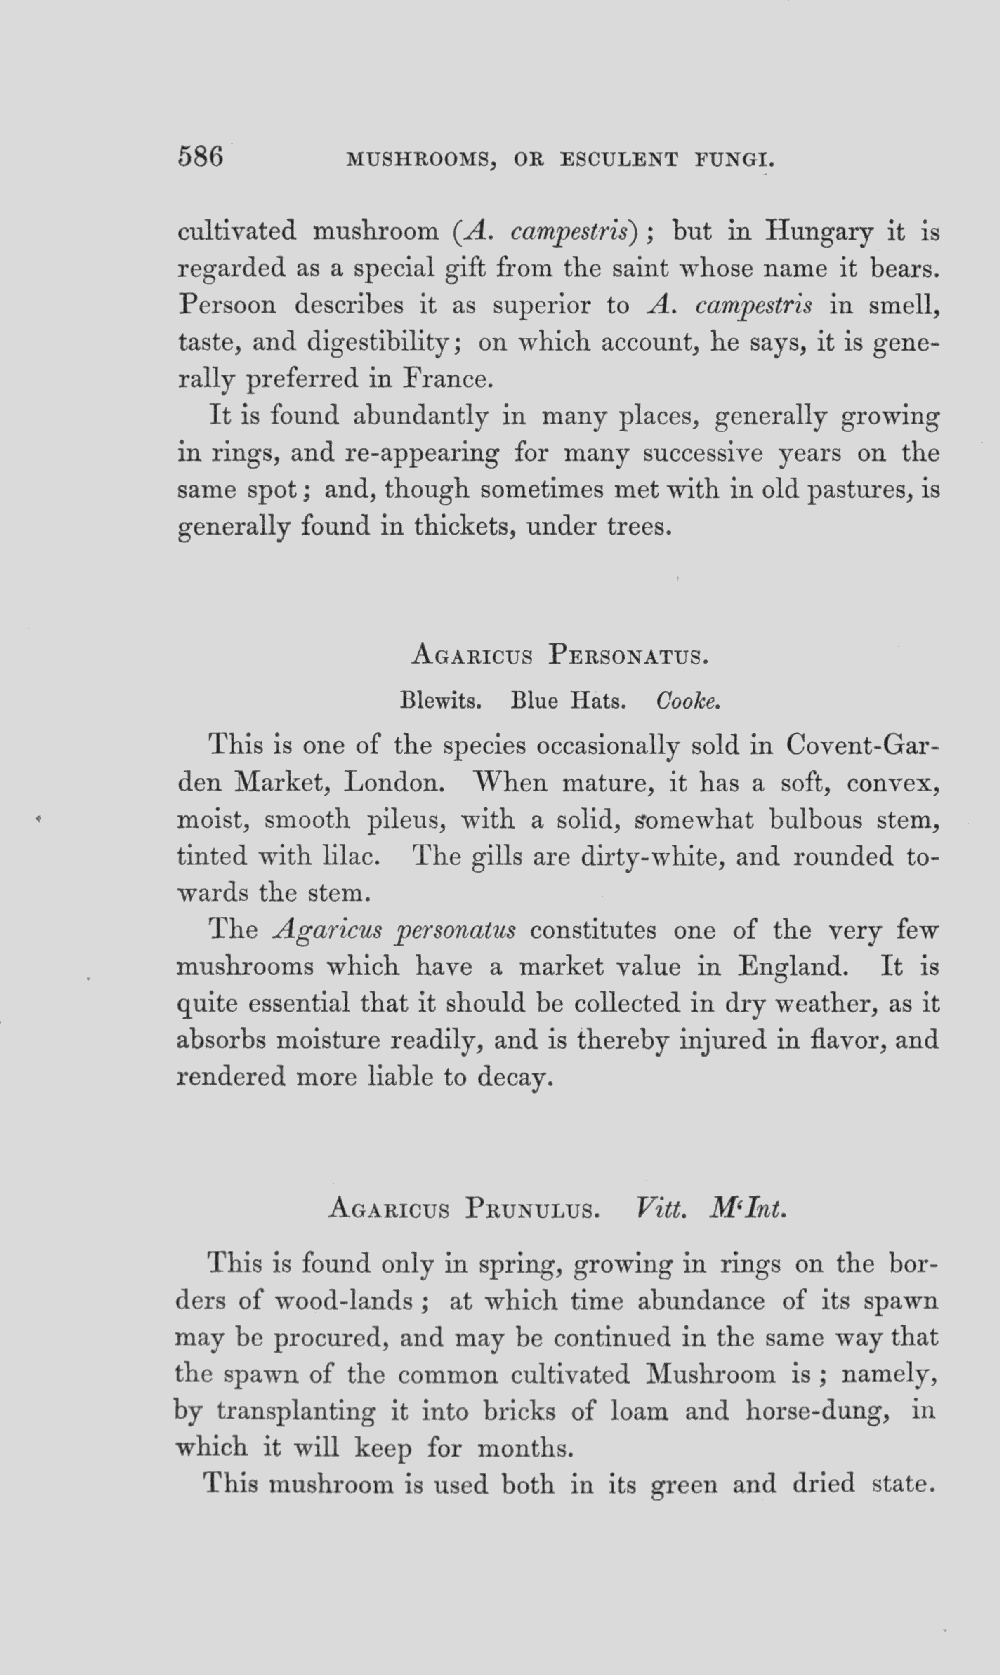 586 MUSHROOMS, OR ESCULENT FUNGI.
cultivated mushroom (A. campestris) ; but in Hungary it is
regarded as a special gift from the saint whose name it bears.
Persoon describes it as superior to A. campestris in smell,
taste, and digestibility; on which account, he says, it is gene-
rally preferred in France.
It is found abundantly in many places, generally growing
in rings, and re-appearing for many successive years on the
same spot ; and, though sometimes met with in old pastures, is
generally found in thickets, under trees.
AGARICUS PERSONATUS.
Blewits. Blue Hats. Cooke.
This is one of the species occasionally sold in Covent-Gar-
den Market, London. When mature, it has a soft, convex,
moist, smooth pileus, with a solid, somewhat bulbous stem,
tinted with lilac. The gills are dirty-white, and rounded to-
wards the stem.
The Agaricus personatus constitutes one of the very few
mushrooms which have a market value in England. It is
quite essential that it should be collected in dry weather, as it
absorbs moisture readily, and is thereby injured in flavor, and
rendered more liable to decay.
AGARICUS PRUNULUS. Vitt. M‘Int.
This is found only in spring, growing in rings on the bor-
ders of wood-lands ; at which time abundance of its spawn
may be procured, and may be continued in the same way that
the spawn of the common cultivated Mushroom is ; namely,
by transplanting it into bricks of loam and horse-dung, in
which it will keep for months.
This mushroom is used both in its green and dried state.